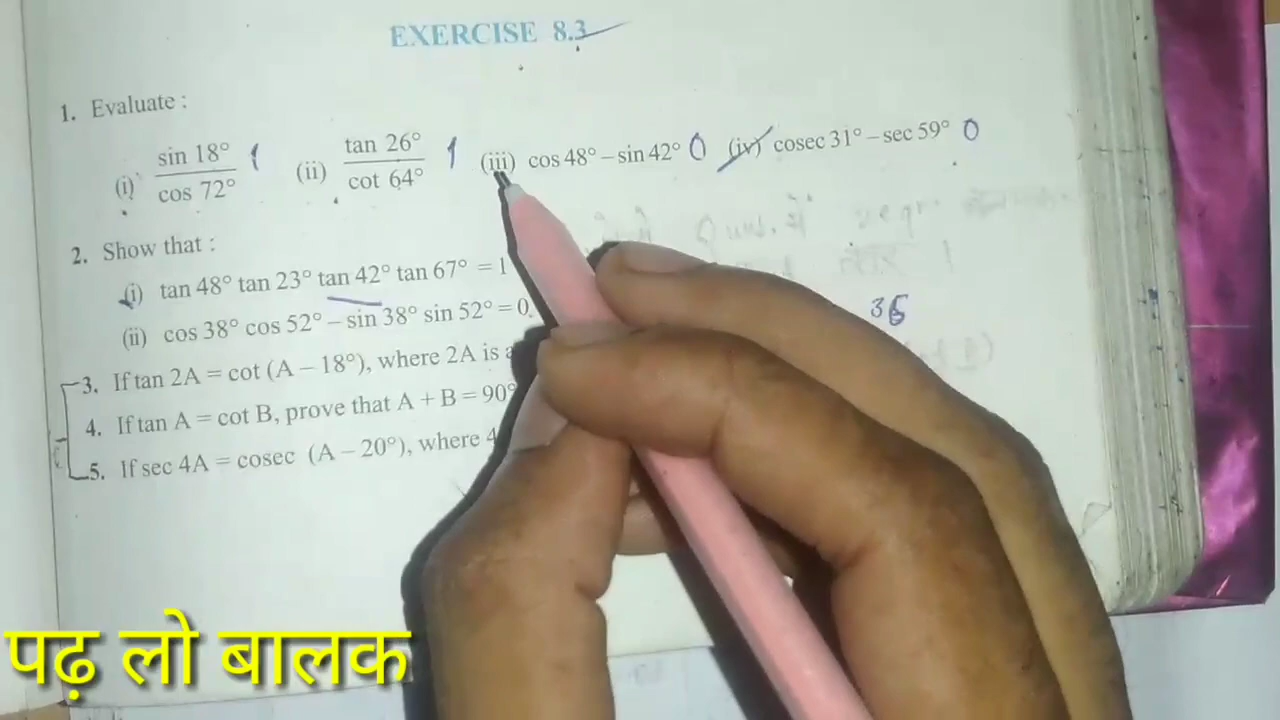 EXERCISE 8.3
1. Evaluate :
(i) sin 18° / cos 72° 1 (ii) tan 26° / cot 64° 1 (iii) cos 48° – sin 42° 0 (iv) cosec 31° – sec 59° 0
2. Show that :
(i) tan 48° tan 23° tan 42° tan 67° = 1
(ii) cos 38° cos 52° – sin 38° sin 52° = 0
36
3. If tan 2A = cot (A – 18°), where 2A is
4. If tan A = cot B, prove that A + B = 90°
5. If sec 4A = cosec (A – 20°), where 4
पढ़ लो बालक